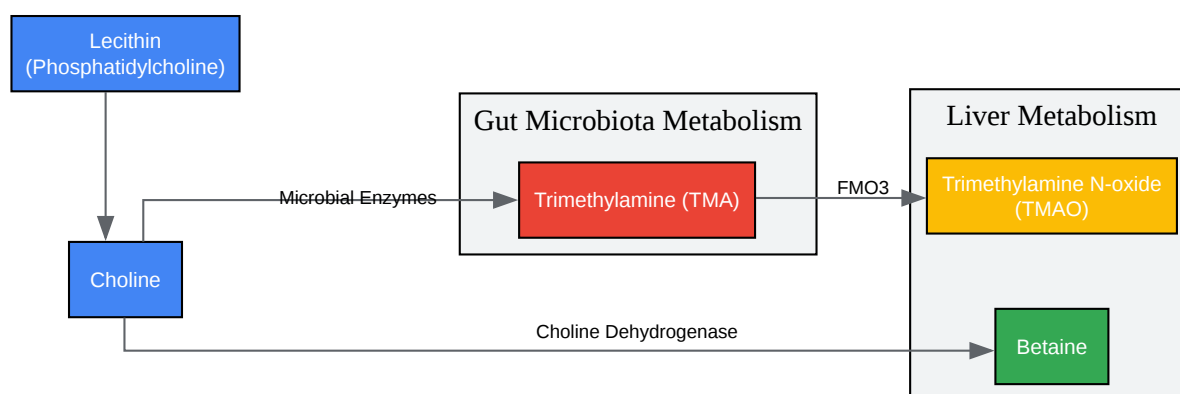 Lecithin
(Phosphatidylcholine)
Gut Microbiota Metabolism
Liver Metabolism
Microbial Enzymes
Trimethylamine (TMA)
FMO3
Trimethylamine N-oxide
(TMAO)
Choline
Choline Dehydrogenase
Betaine